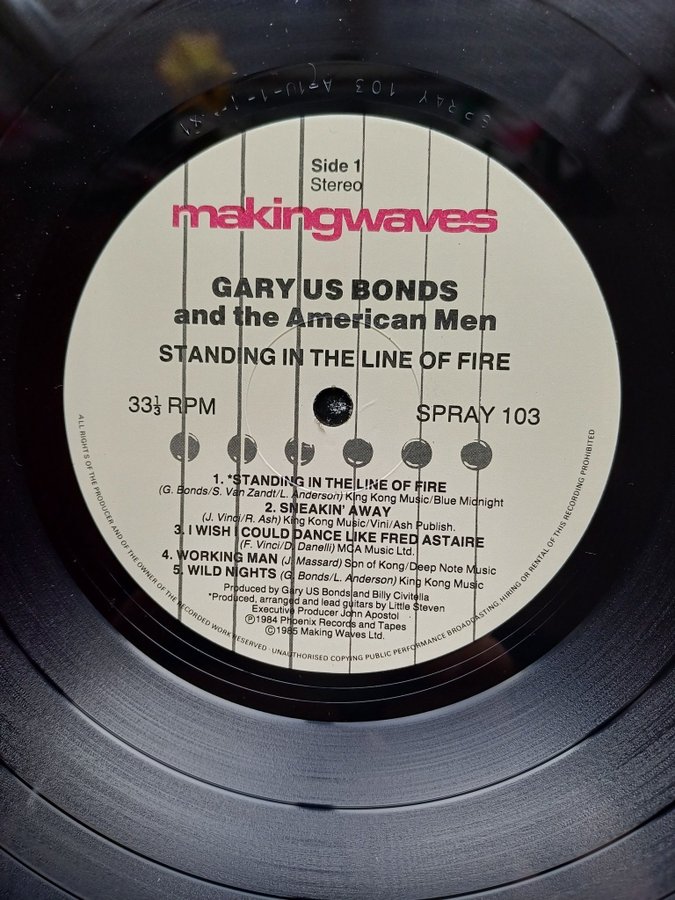 SPRAY 103 A-1U-1-1
Side 1
Stereo
makingwaves
GARY US BONDS
and the American Men
STANDING IN THE LINE OF FIRE
33⅓ RPM
SPRAY 103
1. *STANDING IN THE LINE OF FIRE
(G. Bonds/S. Van Zandt/L. Anderson) King Kong Music/Blue Midnight
2. SNEAKIN' AWAY
(J. Vinci/R. Ash) King Kong Music/Vini/Ash Publish.
3. I WISH I COULD DANCE LIKE FRED ASTAIRE
(F. Vinci/D. Danelli) MCA Music Ltd.
4. WORKING MAN (J. Massard) Son of Kong/Deep Note Music
5. WILD NIGHTS (G. Bonds/L. Anderson) King Kong Music
Produced by Gary US Bonds and Billy Civitella
*Produced, arranged and lead guitars by Little Steven
Executive Producer John Apostol
℗1984 Phoenix Records and Tapes
©1985 Making Waves Ltd.
ALL RIGHTS OF THE PRODUCER AND OF THE OWNER OF THE RECORDED WORK RESERVED · UNAUTHORISED COPYING PUBLIC PERFORMANCE BROADCASTING, HIRING OR RENTAL OF THIS RECORDING PROHIBITED